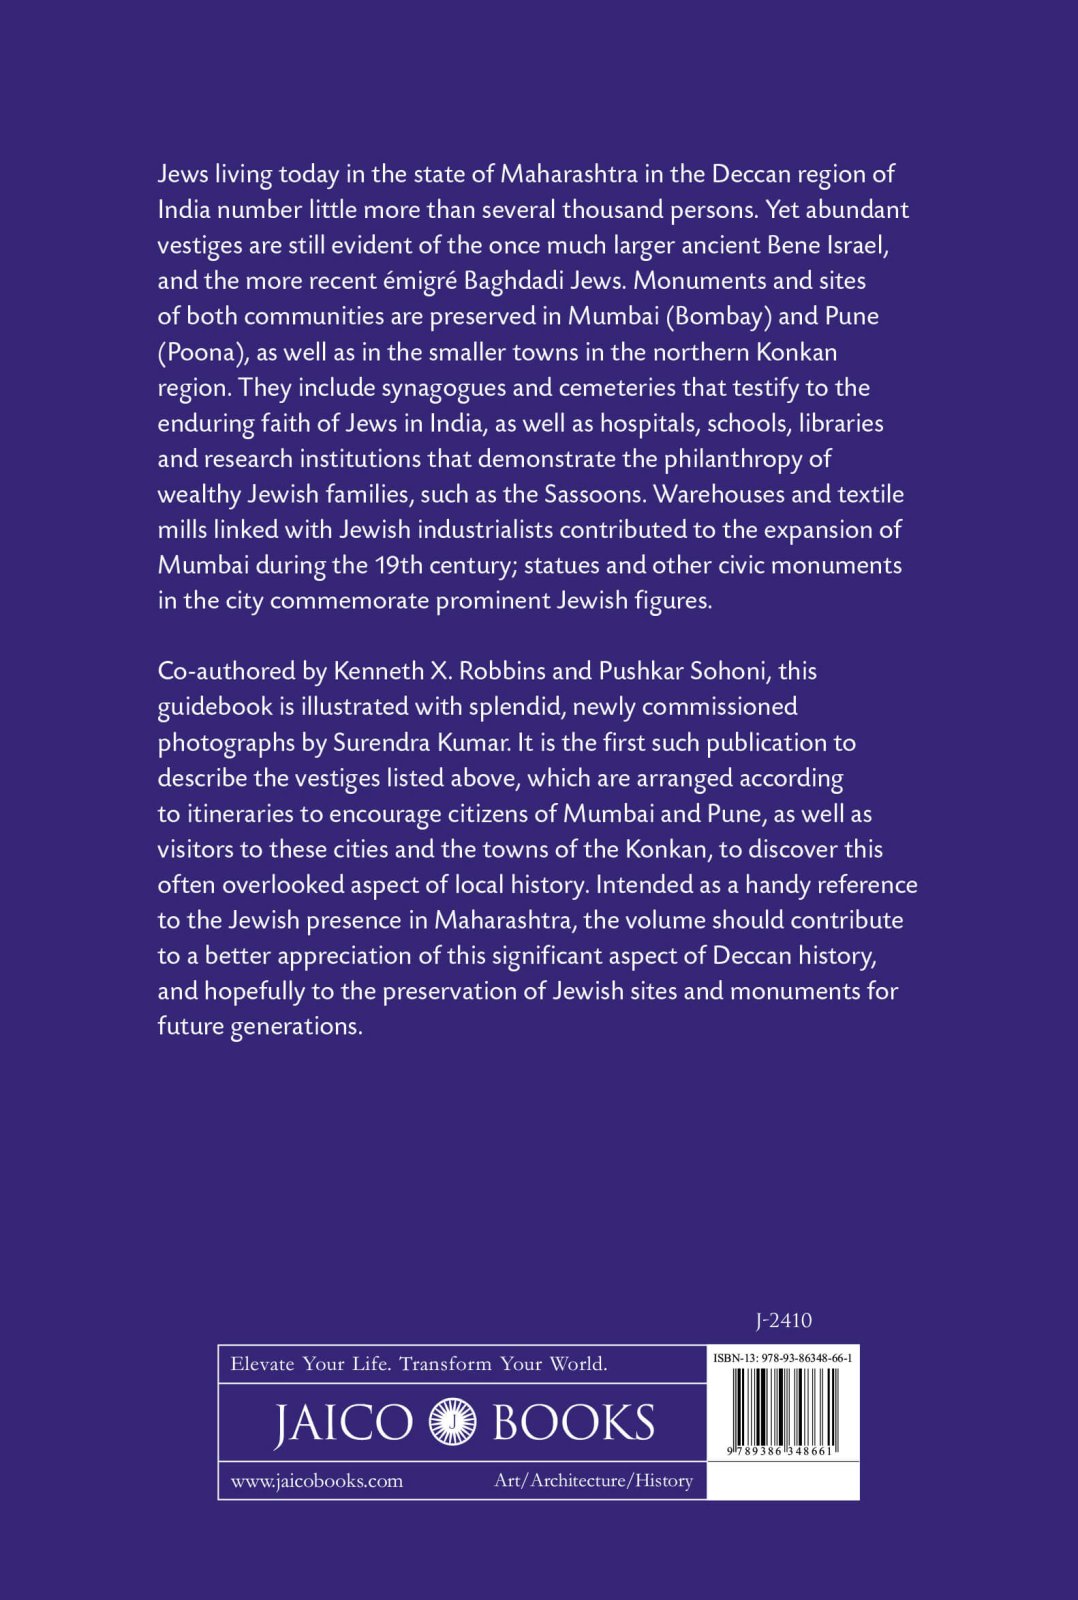 Jews living today in the state of Maharashtra in the Deccan region of
India number little more than several thousand persons. Yet abundant
vestiges are still evident of the once much larger ancient Bene Israel,
and the more recent émigré Baghdadi Jews. Monuments and sites
of both communities are preserved in Mumbai (Bombay) and Pune
(Poona), as well as in the smaller towns in the northern Konkan
region. They include synagogues and cemeteries that testify to the
enduring faith of Jews in India, as well as hospitals, schools, libraries
and research institutions that demonstrate the philanthropy of
wealthy Jewish families, such as the Sassoons. Warehouses and textile
mills linked with Jewish industrialists contributed to the expansion of
Mumbai during the 19th century; statues and other civic monuments
in the city commemorate prominent Jewish figures.
Co-authored by Kenneth X. Robbins and Pushkar Sohoni, this
guidebook is illustrated with splendid, newly commissioned
photographs by Surendra Kumar. It is the first such publication to
describe the vestiges listed above, which are arranged according
to itineraries to encourage citizens of Mumbai and Pune, as well as
visitors to these cities and the towns of the Konkan, to discover this
often overlooked aspect of local history. Intended as a handy reference
to the Jewish presence in Maharashtra, the volume should contribute
to a better appreciation of this significant aspect of Deccan history,
and hopefully to the preservation of Jewish sites and monuments for
future generations.
J-2410
Elevate Your Life. Transform Your World.
JAICO J BOOKS
www.jaicobooks.com Art/Architecture/History
ISBN-13: 978-93-86348-66-1
9 789386 348661